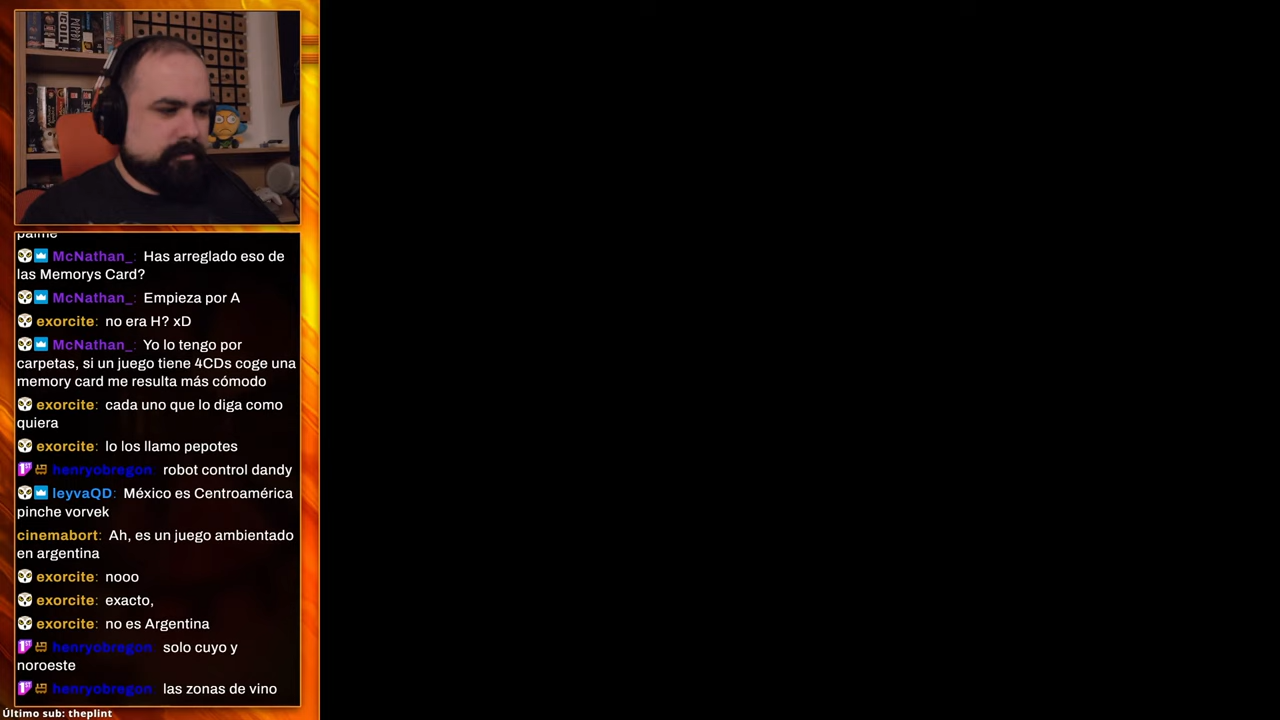 palme
McNathan_: Has arreglado eso de
las Memorys Card?
McNathan_: Empieza por A
exorcite: no era H? xD
McNathan_: Yo lo tengo por
carpetas, si un juego tiene 4CDs coge una
memory card me resulta más cómodo
exorcite: cada uno que lo diga como
quiera
exorcite: lo los llamo pepotes
henryobregon: robot control dandy
leyvaQD: México es Centroamérica
pinche vorvek
cinemabort: Ah, es un juego ambientado
en argentina
exorcite: nooo
exorcite: exacto,
exorcite: no es Argentina
henryobregon: solo cuyo y
noroeste
henryobregon: las zonas de vino
Último sub: theplint